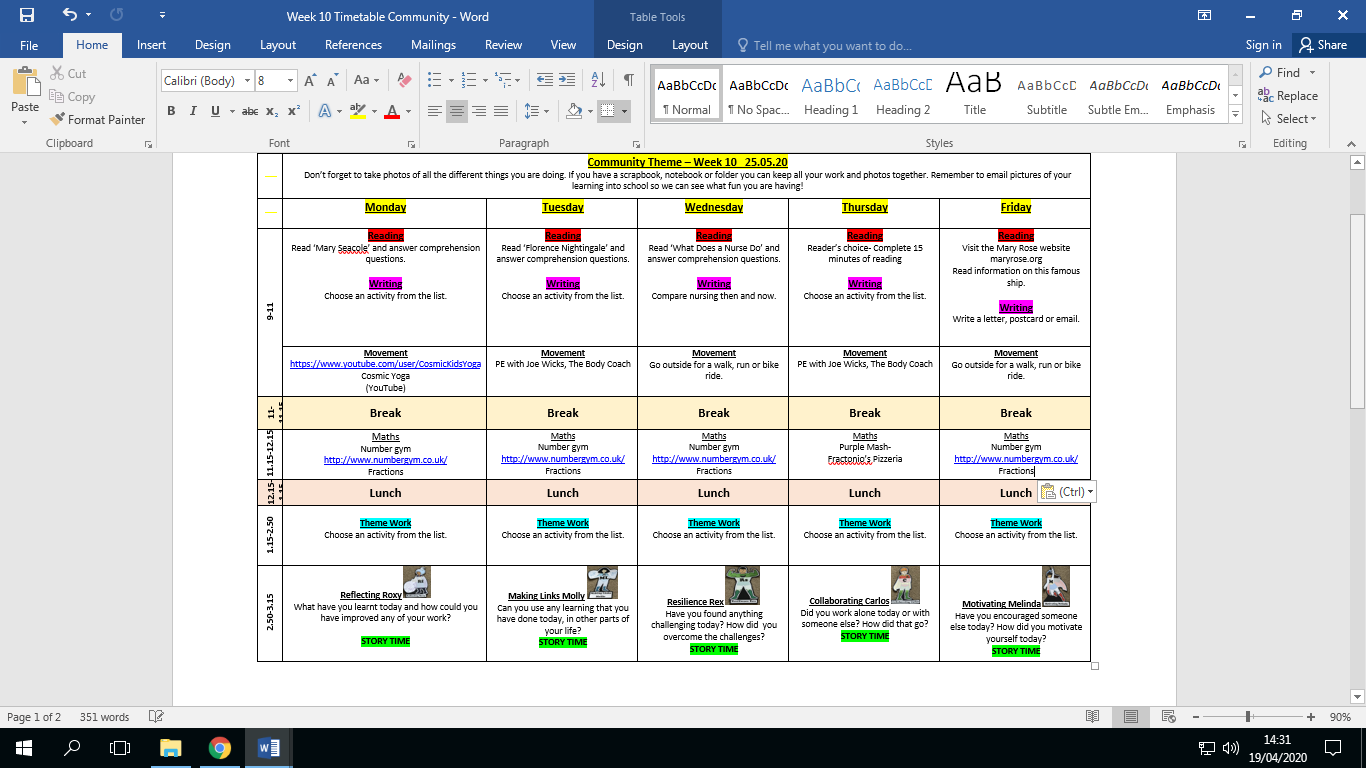 Week 10 Timetable Community - Word
Table Tools
File Home Insert Design Layout References Mailings Review View Design Layout Tell me what you want to do... Sign in Share
Paste
Cut
Copy
Format Painter
Clipboard
Calibri (Body) 8
Font
Paragraph
AaBbCcDc AaBbCcDc AaBbCc AaBbCcD AaB AaBbCcD AaBbCcDc AaBbCcDc
¶ Normal ¶ No Spac... Heading 1 Heading 2 Title Subtitle Subtle Em... Emphasis
Styles
Find
Replace
Select
Editing
Community Theme – Week 10 25.05.20
Don't forget to take photos of all the different things you are doing. If you have a scrapbook, notebook or folder you can keep all your work and photos together. Remember to email pictures of your
learning into school so we can see what fun you are having!
Monday Tuesday Wednesday Thursday Friday
9-11
Reading
Read 'Mary Seacole' and answer comprehension
questions.
Writing
Choose an activity from the list.
Reading
Read 'Florence Nightingale' and
answer comprehension questions.
Writing
Choose an activity from the list.
Reading
Read 'What Does a Nurse Do' and
answer comprehension questions.
Writing
Compare nursing then and now.
Reading
Reader's choice- Complete 15
minutes of reading
Writing
Choose an activity from the list.
Reading
Visit the Mary Rose website
maryrose.org
Read information on this famous
ship.
Writing
Write a letter, postcard or email.
Movement
https://www.youtube.com/user/CosmicKidsYoga
Cosmic Yoga
(YouTube)
Movement
PE with Joe Wicks, The Body Coach
Movement
Go outside for a walk, run or bike
ride.
Movement
PE with Joe Wicks, The Body Coach
Movement
Go outside for a walk, run or bike
ride.
11-
Break Break Break Break Break
11.15-12.15
Maths
Number gym
http://www.numbergym.co.uk/
Fractions
Maths
Number gym
http://www.numbergym.co.uk/
Fractions
Maths
Number gym
http://www.numbergym.co.uk/
Fractions
Maths
Purple Mash-
Fractonio's Pizzeria
Maths
Number gym
http://www.numbergym.co.uk/
Fractions
12.15-
Lunch Lunch Lunch Lunch Lunch
(Ctrl)
1.15-2.50
Theme Work
Choose an activity from the list.
Theme Work
Choose an activity from the list.
Theme Work
Choose an activity from the list.
Theme Work
Choose an activity from the list.
Theme Work
Choose an activity from the list.
2.50-3.15
Reflecting Roxy
What have you learnt today and how could you
have improved any of your work?
STORY TIME
Making Links Molly
Can you use any learning that you
have done today, in other parts of
your life?
STORY TIME
Resilience Rex
Have you found anything
challenging today? How did you
overcome the challenges?
STORY TIME
Collaborating Carlos
Did you work alone today or with
someone else? How did that go?
STORY TIME
Motivating Melinda
Have you encouraged someone
else today? How did you motivate
yourself today?
STORY TIME
Page 1 of 2 351 words 90%
14:31
19/04/2020